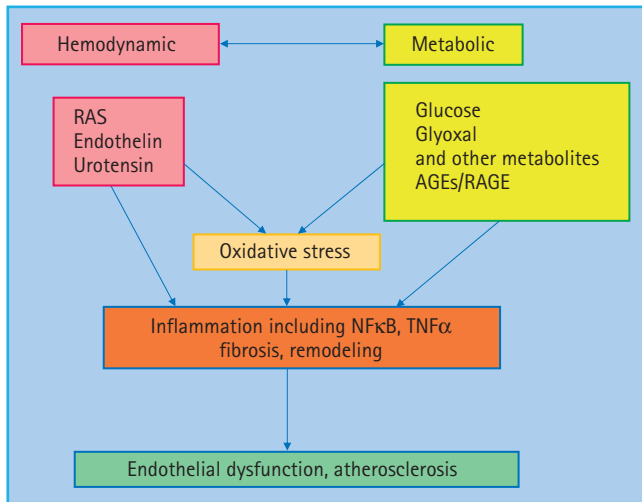 Hemodynamic
Metabolic
RAS
Endothelin
Urotensin
Glucose
Glyoxal
and other metabolites
AGEs/RAGE
Oxidative stress
Inflammation including NFκB, TNFα
fibrosis, remodeling
Endothelial dysfunction, atherosclerosis